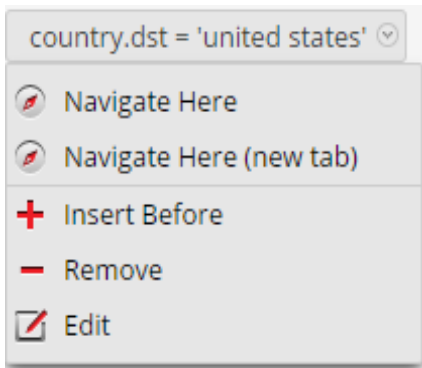 country.dst = 'united states'
Navigate Here
Navigate Here (new tab)
Insert Before
Remove
Edit